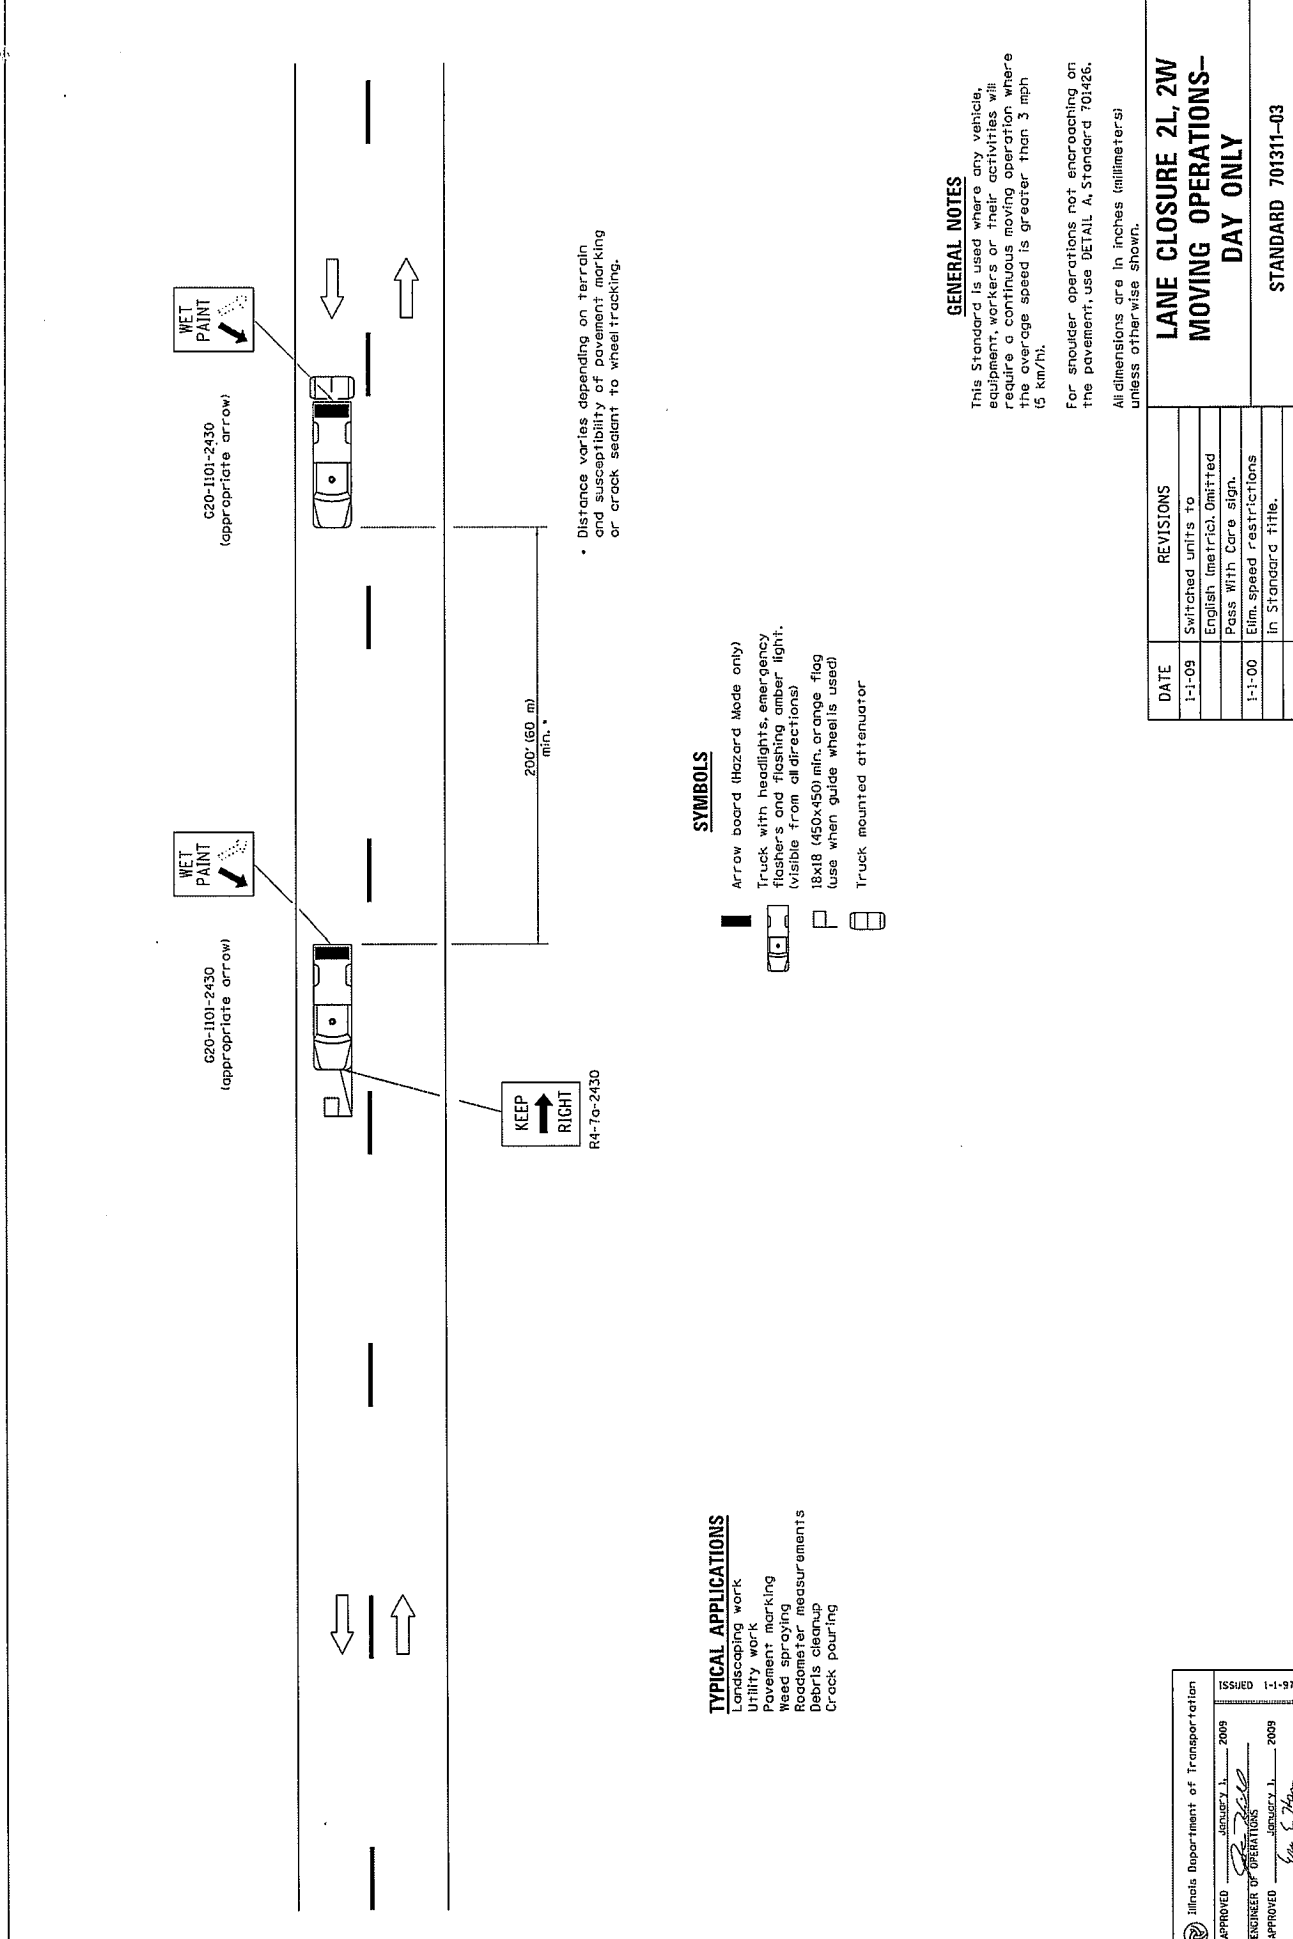 WET
PAINT
G20-I101-2430
(appropriate arrow)
WET
PAINT
G20-I101-2430
(appropriate arrow)
KEEP
RIGHT
R4-7a-2430
200' (60 m)
min. *
* Distance varies depending on terrain
and susceptibility of pavement marking
or crack sealant to wheel tracking.
TYPICAL APPLICATIONS
Landscaping work
Utility work
Pavement marking
Weed spraying
Roadometer measurements
Debris cleanup
Crack pouring
SYMBOLS
Arrow board (Hazard Mode only)
Truck with headlights, emergency
flashers and flashing amber light.
(visible from all directions)
18x18 (450x450) min. orange flag
(use when guide wheel is used)
Truck mounted attenuator
GENERAL NOTES
This Standard is used where any vehicle,
equipment, workers or their activities will
require a continuous moving operation where
the average speed is greater than 3 mph
(5 km/h).
For shoulder operations not encroaching on
the pavement, use DETAIL A, Standard 701426.
All dimensions are in inches (millimeters)
unless otherwise shown.
Illinois Department of Transportation
APPROVED January 1, 2009
ENGINEER OF OPERATIONS
APPROVED January 1, 2009
ISSUED 1-1-97
DATE REVISIONS
1-1-09 Switched units to
English (metric). Omitted
Pass With Care sign.
1-1-00 Elim. speed restrictions
in Standard title.
LANE CLOSURE 2L, 2W
MOVING OPERATIONS–
DAY ONLY
STANDARD 701311–03